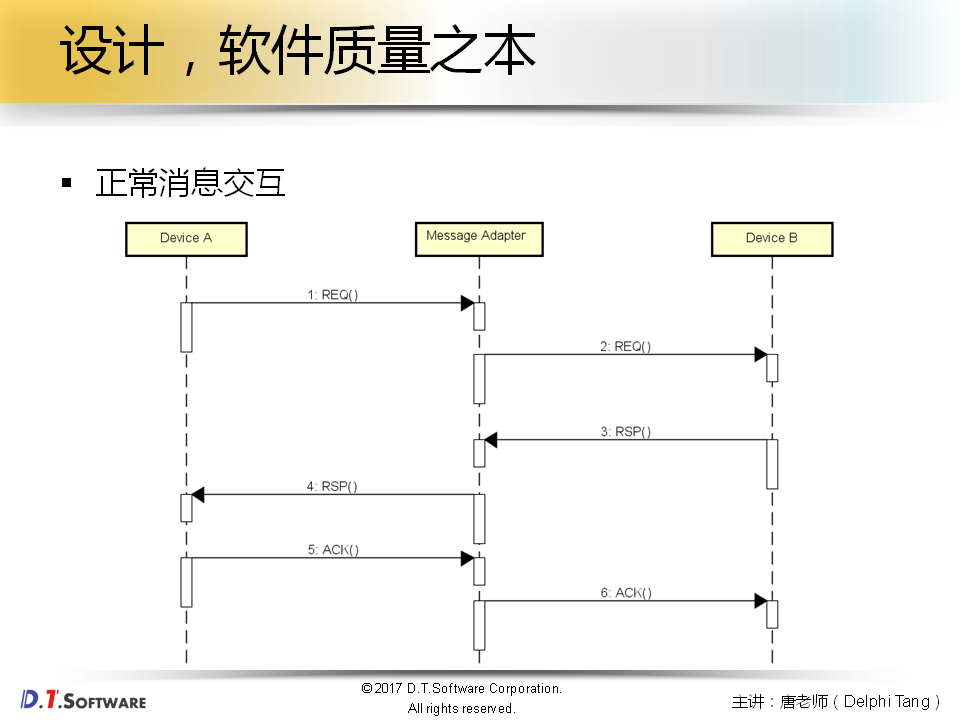 设计，软件质量之本
▪ 正常消息交互
Device A
Message Adapter
Device B
1: REQ()
2: REQ()
3: RSP()
4: RSP()
5: ACK()
6: ACK()
D.T.SOFTWARE
©2017 D.T.Software Corporation.
All rights reserved.
主讲：唐老师（Delphi Tang）